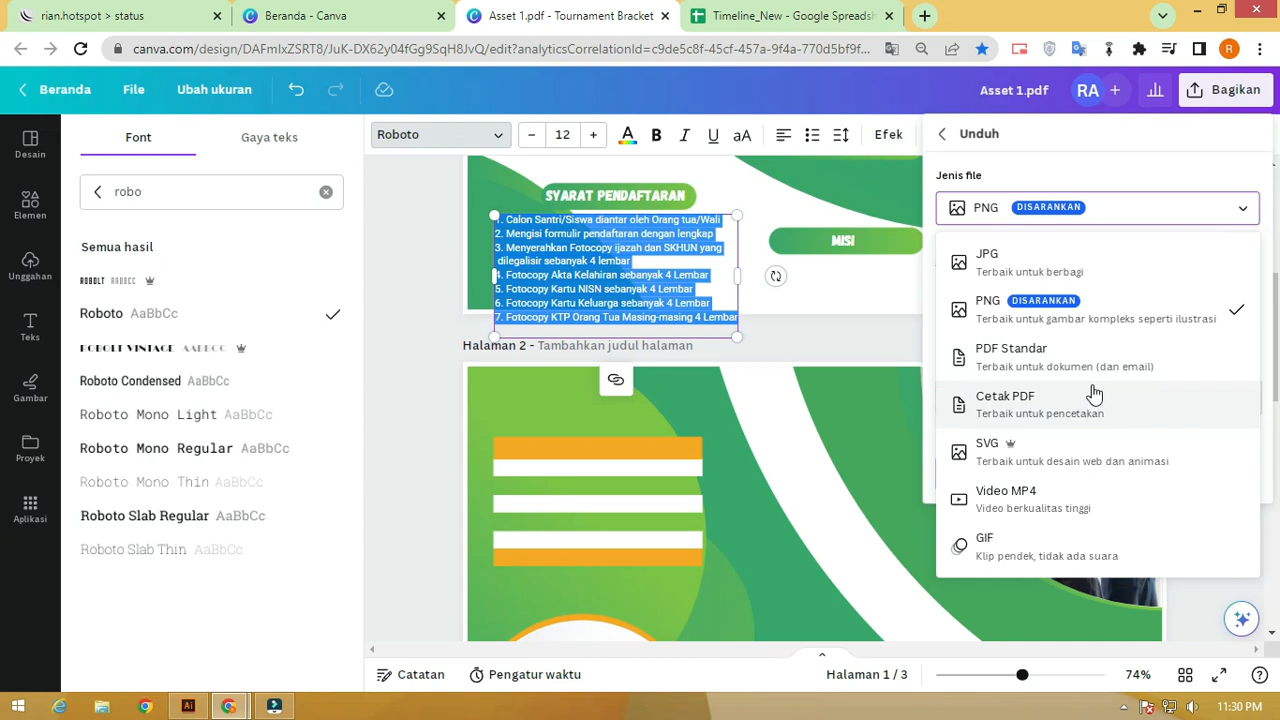 rian.hotspot > status
Beranda - Canva
Asset 1.pdf - Tournament Bracket
Timeline_New - Google Spreadsh
canva.com/design/DAFmIxZSRT8/JuK-DX62y04fGg9SqH8JvQ/edit?analyticsCorrelationId=c9de5c8f-45cf-457a-9f4a-770d5bf9f...
R
Beranda
File
Ubah ukuran
Asset 1.pdf
RA
Bagikan
Desain
Elemen
Unggahan
Teks
Gambar
Proyek
Aplikasi
Font
Gaya teks
robo
Semua hasil
ROBOLT AABBCC
Roboto AaBbCc
ROBOLT VINTAGE AABBCC
Roboto Condensed AaBbCc
Roboto Mono Light AaBbCc
Roboto Mono Regular AaBbCc
Roboto Mono Thin AaBbCc
Roboto Slab Regular AaBbCc
Roboto Slab Thin AaBbCc
Roboto
12
A B I U aA
Efek
SYARAT PENDAFTARAN
1. Calon Santri/Siswa diantar oleh Orang tua/Wali
2. Mengisi formulir pendaftaran dengan lengkap
3. Menyerahkan Fotocopy ijazah dan SKHUN yang
dilegalisir sebanyak 4 lembar
4. Fotocopy Akta Kelahiran sebanyak 4 Lembar
5. Fotocopy Kartu NISN sebanyak 4 Lembar
6. Fotocopy Kartu Keluarga sebanyak 4 Lembar
7. Fotocopy KTP Orang Tua Masing-masing 4 Lembar
MISI
Halaman 2 - Tambahkan judul halaman
Unduh
Jenis file
PNG DISARANKAN
JPG
Terbaik untuk berbagi
PNG DISARANKAN
Terbaik untuk gambar kompleks seperti ilustrasi
PDF Standar
Terbaik untuk dokumen (dan email)
Cetak PDF
Terbaik untuk pencetakan
SVG
Terbaik untuk desain web dan animasi
Video MP4
Video berkualitas tinggi
GIF
Klip pendek, tidak ada suara
Catatan
Pengatur waktu
Halaman 1 / 3
74%
Ai
11:30 PM